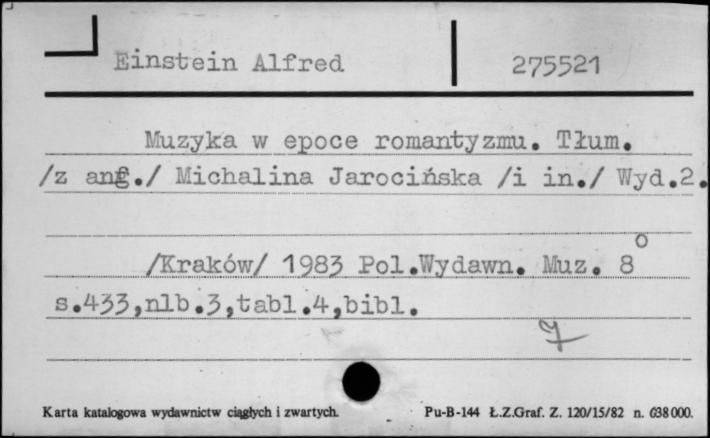 Einstein Alfred 275521
Muzyka w epoce romantyzmu. Tłum.
/z ang./ Michalina Jarocińska /i in./ Wyd.2.
/Kraków/ 1983 Pol.Wydawn. Muz. 8°
s.433,nlb.3,tabl.4,bibl.
7
Karta katalogowa wydawnictw ciągłych i zwartych. Pu-B-144 Ł.Z.Graf. Z. 120/15/82 n. 638000.